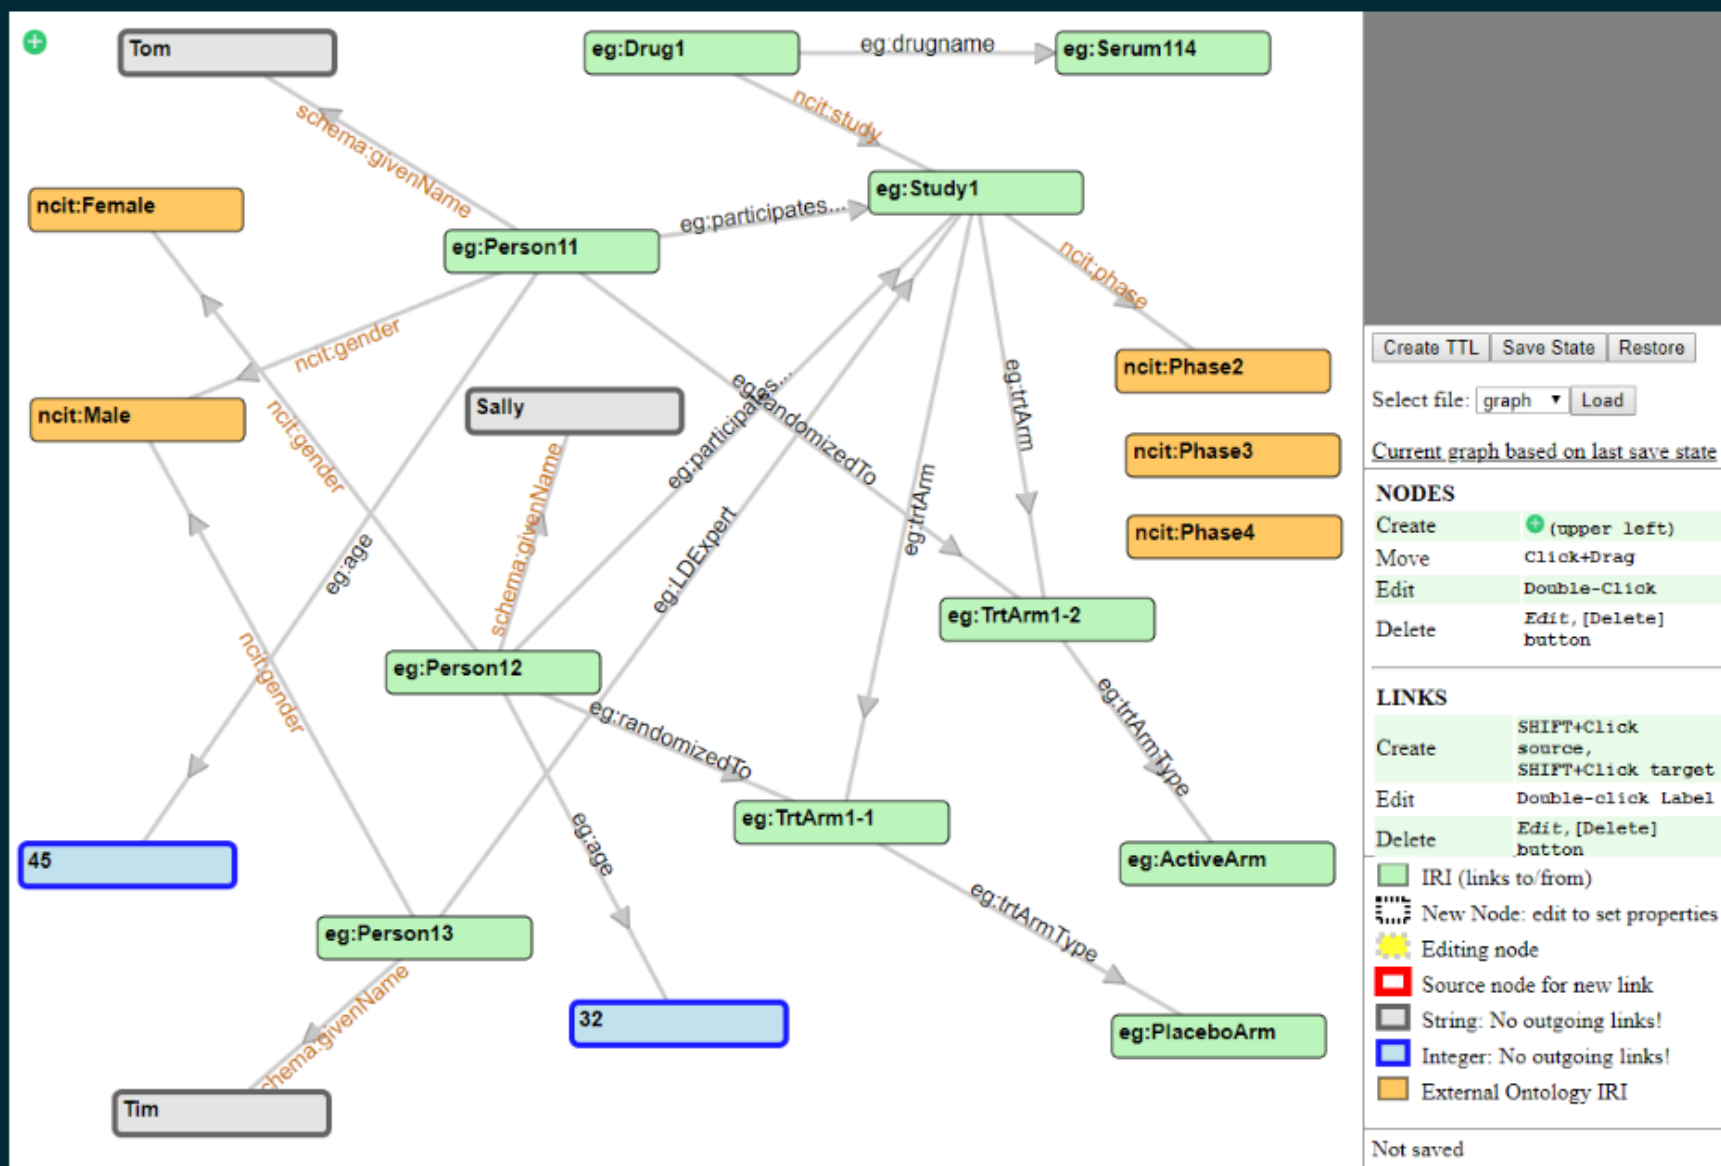 Tom
eg:Drug1
eg:drugname
eg:Serum114
ncit:study
schema:givenName
eg:Study1
ncit:Female
eg:participates...
eg:Person11
ncit:phase
ncit:gender
ncit:Phase2
eg:trtArm
ncit:Male
Sally
eg:randomizedTo
eg:participates...
ncit:gender
ncit:Phase3
eg:trtArm
schema:givenName
ncit:Phase4
eg:age
eg:LDExpert
eg:TrtArm1-2
eg:Person12
ncit:gender
eg:randomizedTo
eg:trtArmType
eg:TrtArm1-1
45
eg:age
eg:ActiveArm
eg:Person13
eg:trtArmType
32
eg:PlaceboArm
chema:givenName
Tim
Create TTL Save State Restore
Select file: graph Load
Current graph based on last save state
NODES
Create (upper left)
Move Click+Drag
Edit Double-Click
Delete Edit,[Delete]
button
LINKS
Create SHIFT+Click
source,
SHIFT+Click target
Edit Double-click Label
Delete Edit,[Delete]
button
IRI (links to/from)
New Node: edit to set properties
Editing node
Source node for new link
String: No outgoing links!
Integer: No outgoing links!
External Ontology IRI
Not saved